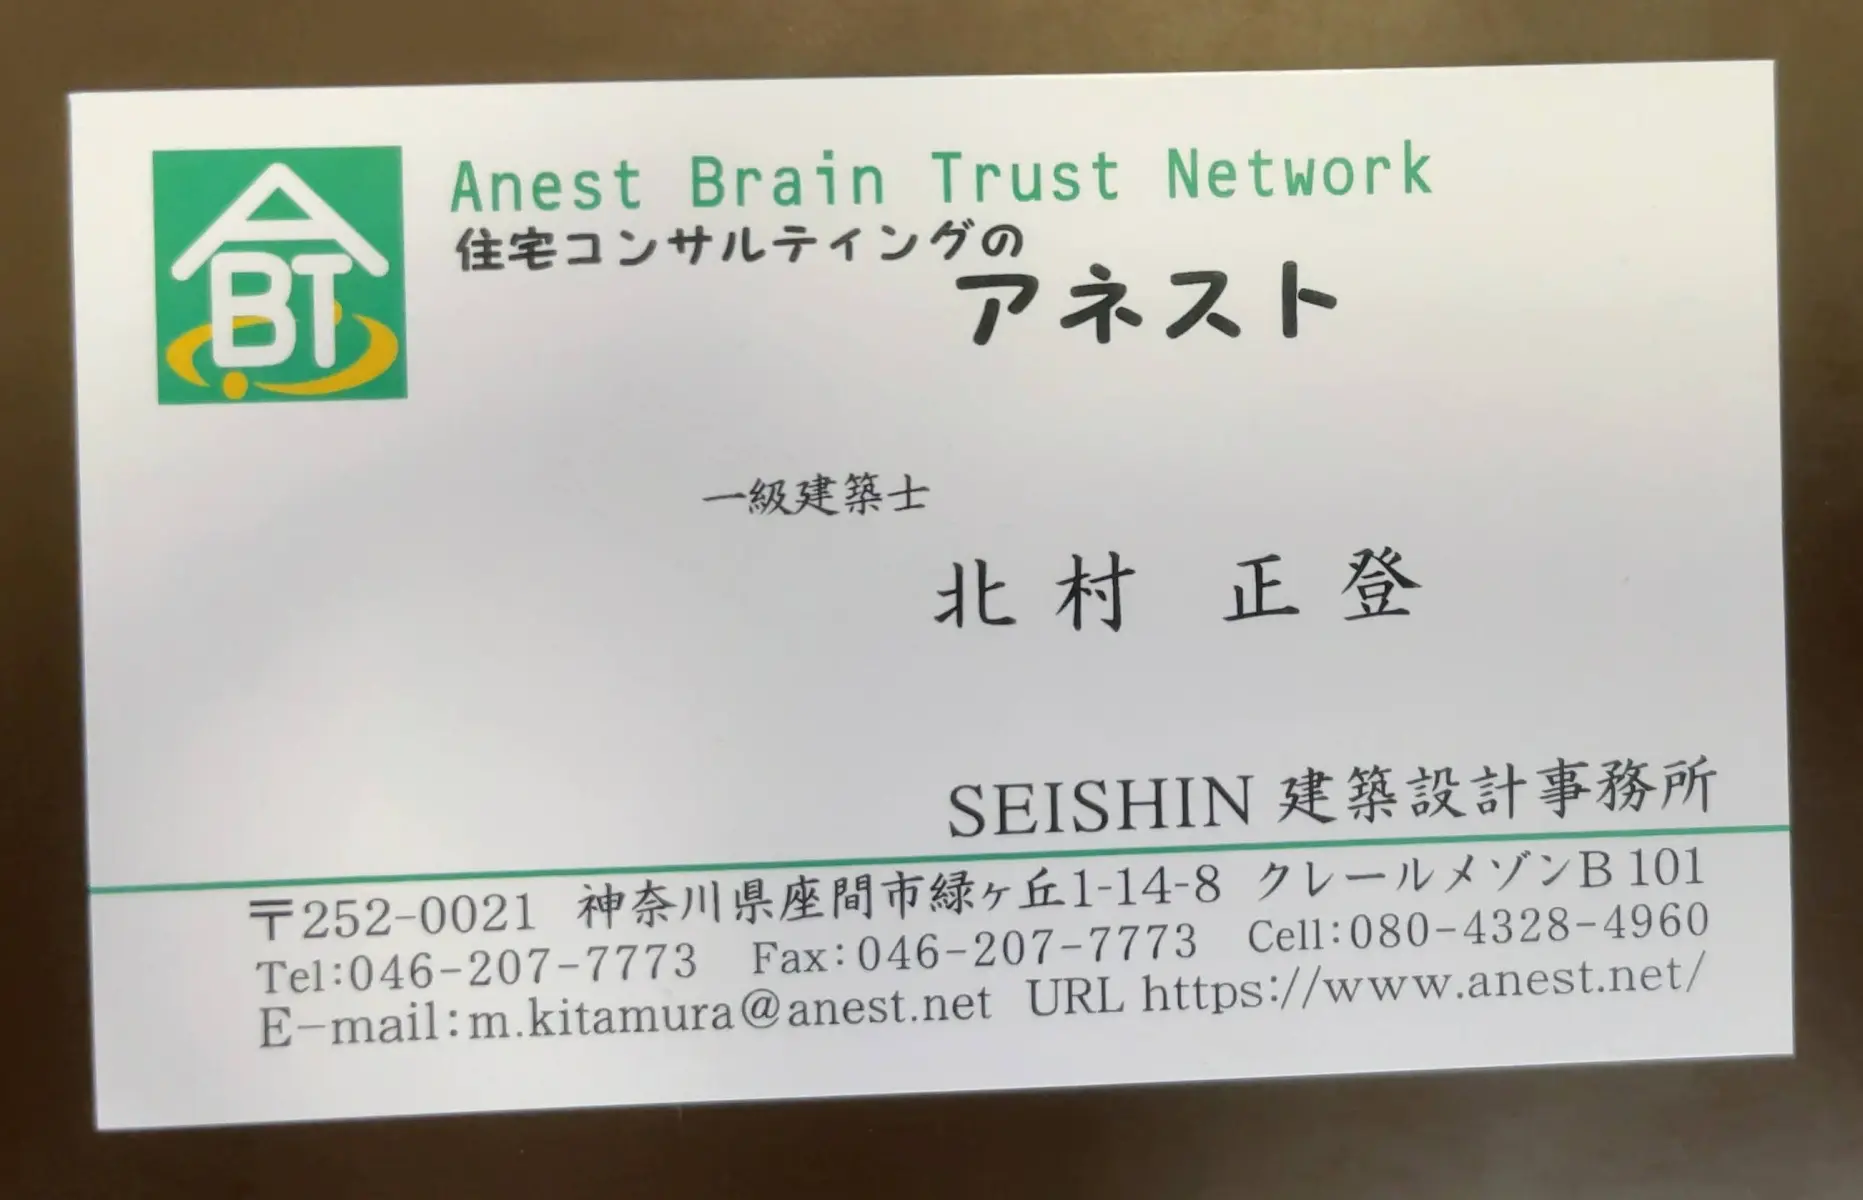 ABT
Anest Brain Trust Network
住宅コンサルティングの
アネスト
一級建築士
北村 正登
SEISHIN 建築設計事務所
〒252-0021 神奈川県座間市緑ヶ丘1-14-8 クレールメゾンB 101
Tel:046-207-7773 Fax:046-207-7773 Cell:080-4328-4960
E-mail:m.kitamura@anest.net URL https://www.anest.net/